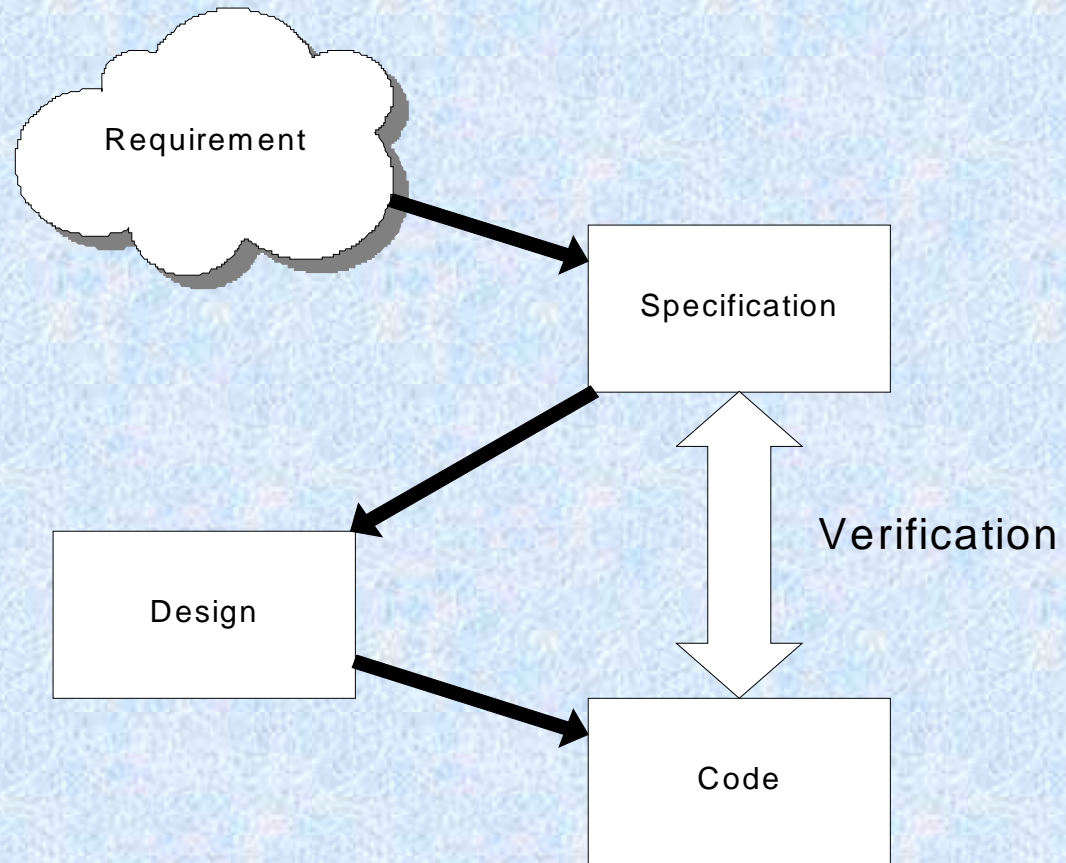 Requirement
Specification
Verification
Design
Code